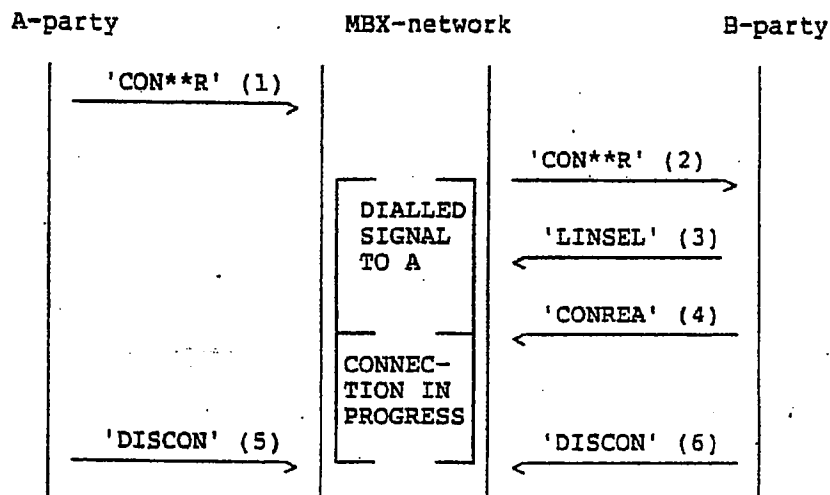 A-party MBX-network B-party
'CON**R' (1)
'CON**R' (2)
DIALLED
SIGNAL
TO A
'LINSEL' (3)
'CONREA' (4)
CONNEC-
TION IN
PROGRESS
'DISCON' (5) 'DISCON' (6)